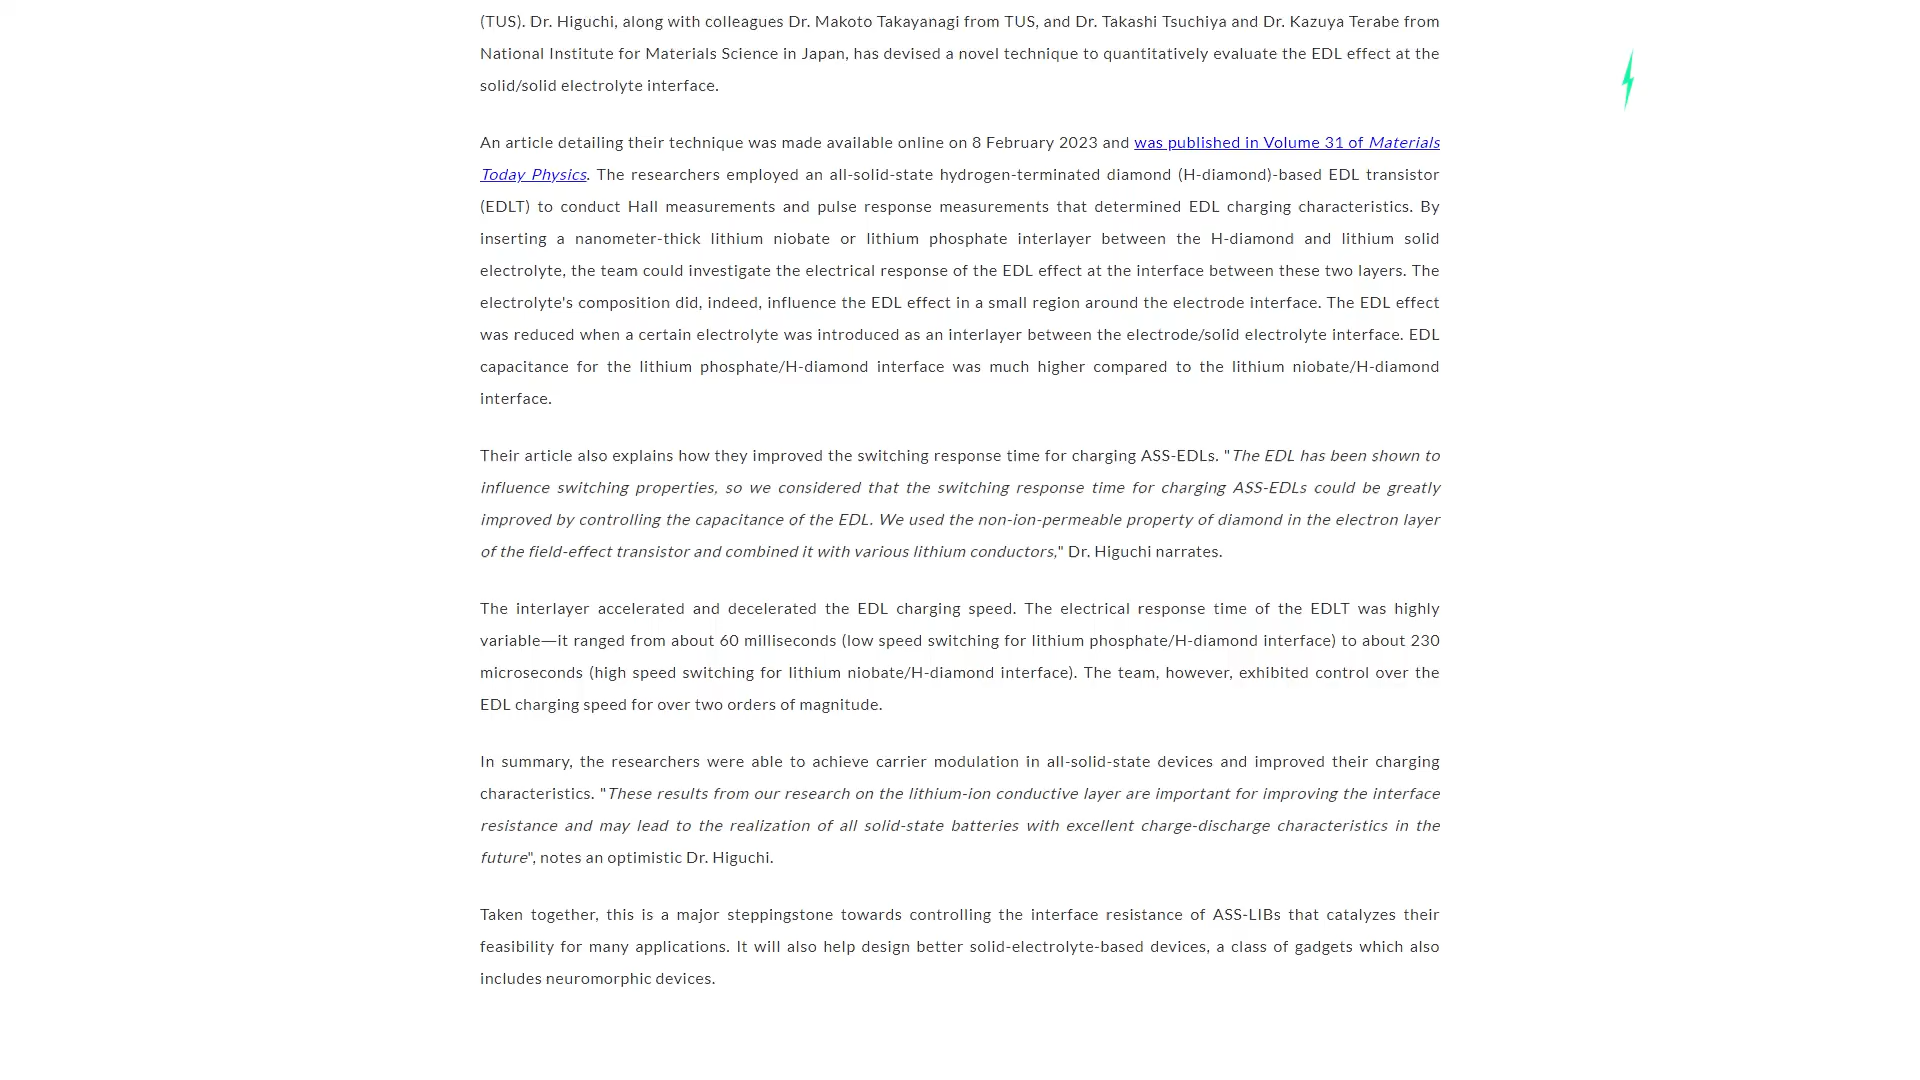 (TUS). Dr. Higuchi, along with colleagues Dr. Makoto Takayanagi from TUS, and Dr. Takashi Tsuchiya and Dr. Kazuya Terabe from
National Institute for Materials Science in Japan, has devised a novel technique to quantitatively evaluate the EDL effect at the
solid/solid electrolyte interface.
An article detailing their technique was made available online on 8 February 2023 and was published in Volume 31 of Materials
Today Physics. The researchers employed an all-solid-state hydrogen-terminated diamond (H-diamond)-based EDL transistor
(EDLT) to conduct Hall measurements and pulse response measurements that determined EDL charging characteristics. By
inserting a nanometer-thick lithium niobate or lithium phosphate interlayer between the H-diamond and lithium solid
electrolyte, the team could investigate the electrical response of the EDL effect at the interface between these two layers. The
electrolyte's composition did, indeed, influence the EDL effect in a small region around the electrode interface. The EDL effect
was reduced when a certain electrolyte was introduced as an interlayer between the electrode/solid electrolyte interface. EDL
capacitance for the lithium phosphate/H-diamond interface was much higher compared to the lithium niobate/H-diamond
interface.
Their article also explains how they improved the switching response time for charging ASS-EDLs. "The EDL has been shown to
influence switching properties, so we considered that the switching response time for charging ASS-EDLs could be greatly
improved by controlling the capacitance of the EDL. We used the non-ion-permeable property of diamond in the electron layer
of the field-effect transistor and combined it with various lithium conductors," Dr. Higuchi narrates.
The interlayer accelerated and decelerated the EDL charging speed. The electrical response time of the EDLT was highly
variable—it ranged from about 60 milliseconds (low speed switching for lithium phosphate/H-diamond interface) to about 230
microseconds (high speed switching for lithium niobate/H-diamond interface). The team, however, exhibited control over the
EDL charging speed for over two orders of magnitude.
In summary, the researchers were able to achieve carrier modulation in all-solid-state devices and improved their charging
characteristics. "These results from our research on the lithium-ion conductive layer are important for improving the interface
resistance and may lead to the realization of all solid-state batteries with excellent charge-discharge characteristics in the
future", notes an optimistic Dr. Higuchi.
Taken together, this is a major steppingstone towards controlling the interface resistance of ASS-LIBs that catalyzes their
feasibility for many applications. It will also help design better solid-electrolyte-based devices, a class of gadgets which also
includes neuromorphic devices.